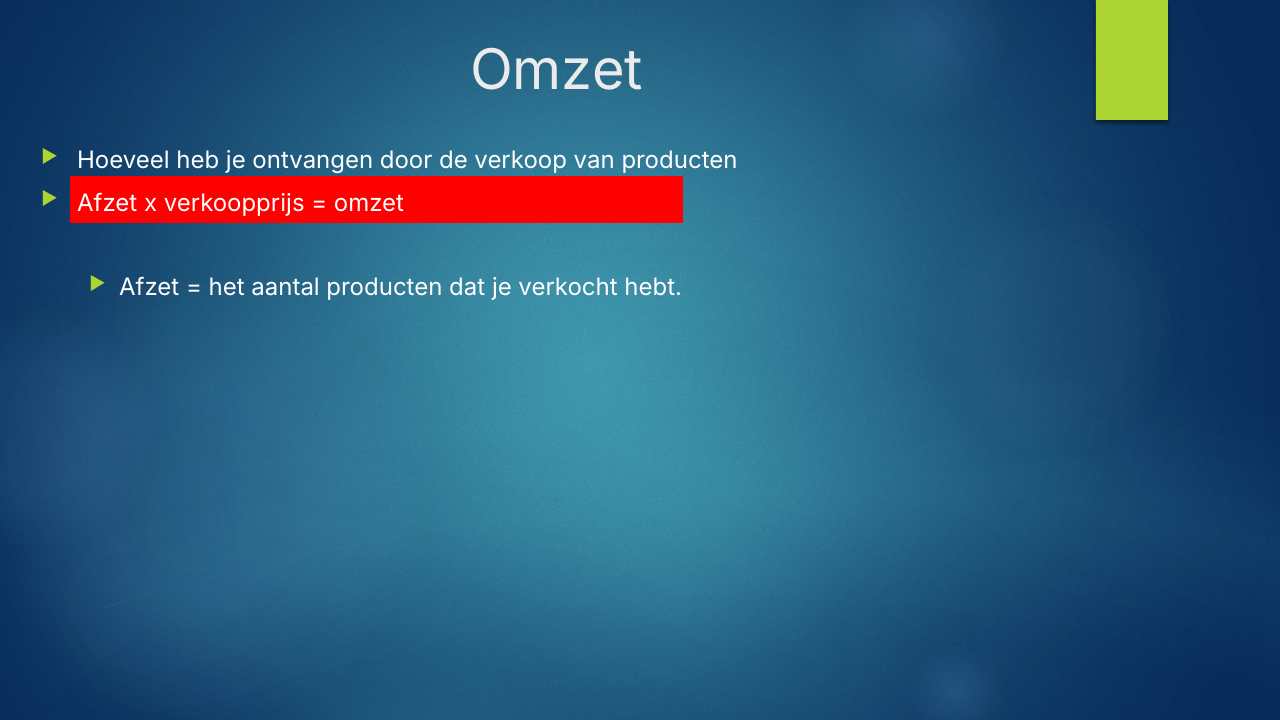 Omzet
Hoeveel heb je ontvangen door de verkoop van producten
Afzet x verkoopprijs = omzet
Afzet = het aantal producten dat je verkocht hebt.